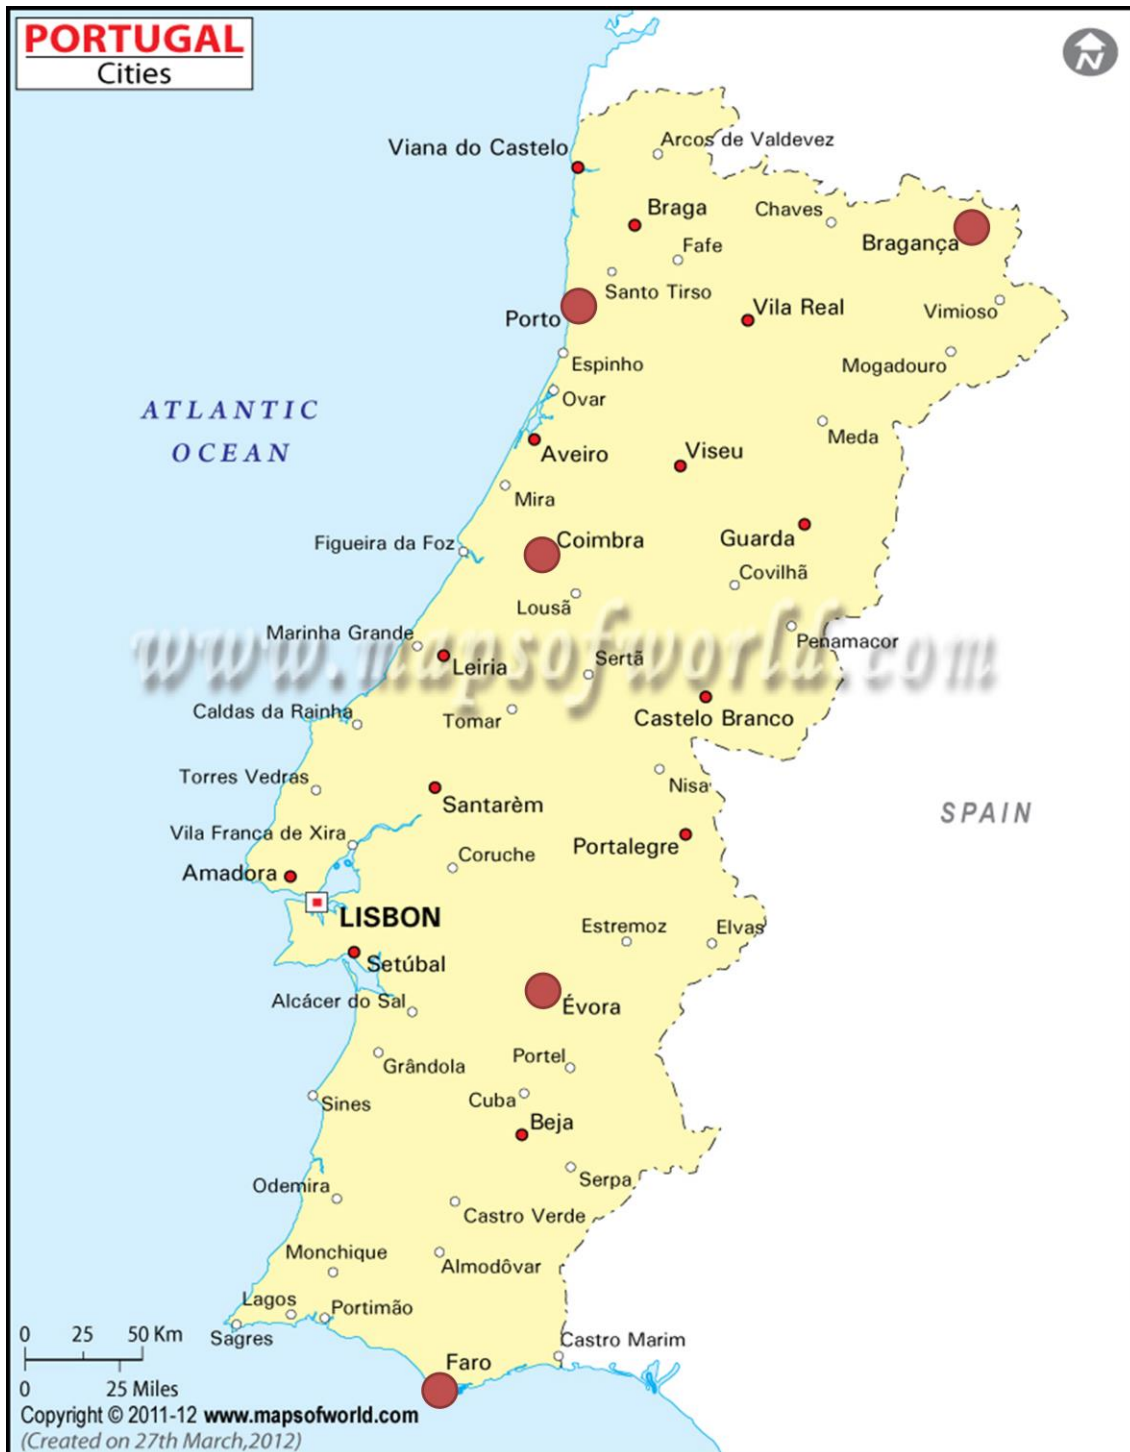 PORTUGAL
Cities
N
Viana do Castelo
Arcos de Valdevez
Braga
Chaves
Bragança
Fafe
Santo Tirso
Porto
Vila Real
Vimioso
Espinho
Mogadouro
Ovar
ATLANTIC
OCEAN
Aveiro
Viseu
Meda
Mira
Figueira da Foz
Coimbra
Guarda
Covilhã
Lousã
Marinha Grande
www.mapsofworld.com
Penamacor
Leiria
Sertã
Caldas da Rainha
Tomar
Castelo Branco
Torres Vedras
Nisa
Santarèm
SPAIN
Vila Franca de Xira
Portalegre
Coruche
Amadora
LISBON
Estremoz
Elvas
Setúbal
Alcácer do Sal
Évora
Grândola
Portel
Sines
Cuba
Beja
Serpa
Odemira
Castro Verde
Monchique
Almodôvar
Lagos
Portimão
Sagres
Castro Marim
Faro
0 25 50 Km
0 25 Miles
Copyright © 2011-12 www.mapsofworld.com
(Created on 27th March,2012)